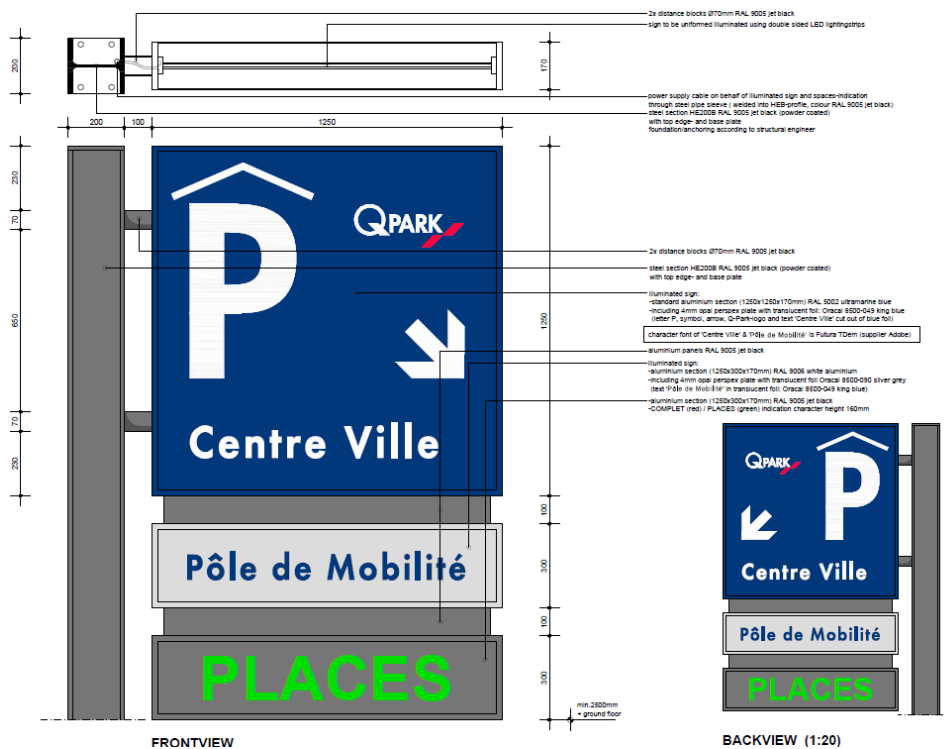 2x distance blocks Ø70mm RAL 9005 jet black
sign to be uniformed illuminated using double sided LED lightingstrips
200
170
power supply cable on behalf of illuminated sign and spaces-indication
through steel pipe sleeve ( welded into HEB-profile, colour RAL 9005 jet black)
steel section HE200B RAL 9005 jet black (powder coated)
with top edge- and base plate
foundation/anchoring according to structural engineer
200
100
1250
230
70
650
70
230
P
QPARK
Centre Ville
Pôle de Mobilité
PLACES
1250
100
300
100
300
min.2500mm
+ ground floor
2x distance blocks Ø70mm RAL 9005 jet black
steel section HE200B RAL 9005 jet black (powder coated)
with top edge- and base plate
illuminated sign:
-standard aluminium section (1250x1250x170mm) RAL 5002 ultramarine blue
-including 4mm opal perspex plate with translucent foil: Oracal 8500-049 king blue
(letter P, symbol, arrow, Q-Park-logo and text 'Centre Ville' cut out of blue foil)
character font of 'Centre Ville' & 'Pôle de Mobilité' is Futura TDem (supplier Adobe)
aluminium panels RAL 9005 jet black
illuminated sign:
-aluminium section (1250x300x170mm) RAL 9006 white aluminium
-including 4mm opal perspex plate with translucent foil Oracal 8500-090 silver grey
(text 'Pôle de Mobilité' in translucent foil: Oracal 8500-049 king blue)
-aluminium section (1250x300x170mm) RAL 9005 jet black
-COMPLET (red) / PLACES (green) indication character height 160mm
QPARK
P
Centre Ville
Pôle de Mobilité
PLACES
FRONTVIEW
BACKVIEW (1:20)